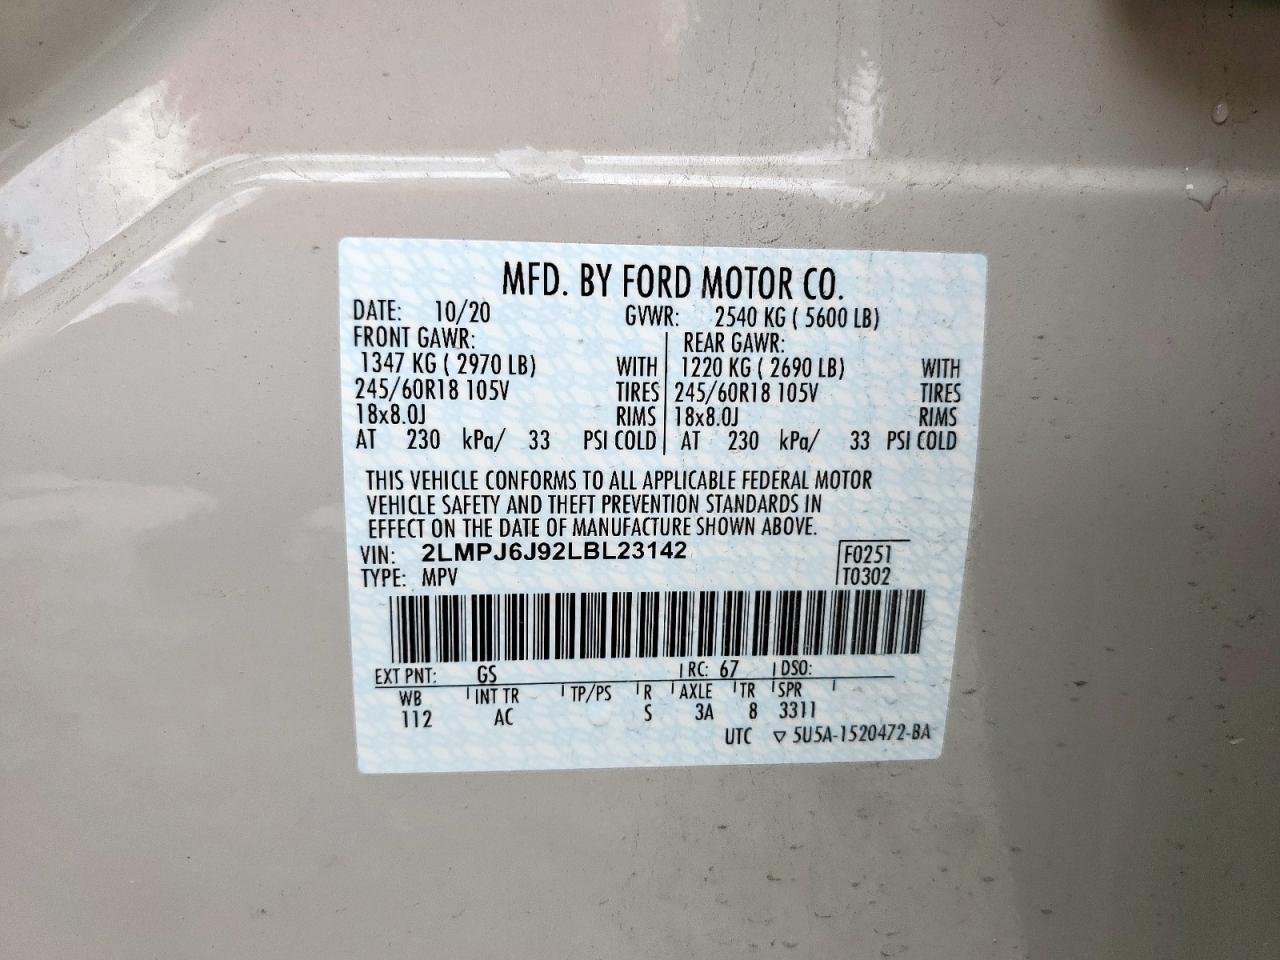 MFD. BY FORD MOTOR CO.
DATE: 10/20 GVWR: 2540 KG ( 5600 LB)
FRONT GAWR: REAR GAWR:
1347 KG ( 2970 LB) WITH 1220 KG ( 2690 LB) WITH
245/60R18 105V TIRES 245/60R18 105V TIRES
18x8.0J RIMS 18x8.0J RIMS
AT 230 kPa/ 33 PSI COLD AT 230 kPa/ 33 PSI COLD
THIS VEHICLE CONFORMS TO ALL APPLICABLE FEDERAL MOTOR
VEHICLE SAFETY AND THEFT PREVENTION STANDARDS IN
EFFECT ON THE DATE OF MANUFACTURE SHOWN ABOVE.
VIN: 2LMPJ6J92LBL23142 F0251
TYPE: MPV T0302
EXT PNT: GS RC: 67 DSO:
WB INT TR TP/PS R AXLE TR SPR
112 AC S 3A 8 3311
UTC ▽ 5U5A-1520472-BA